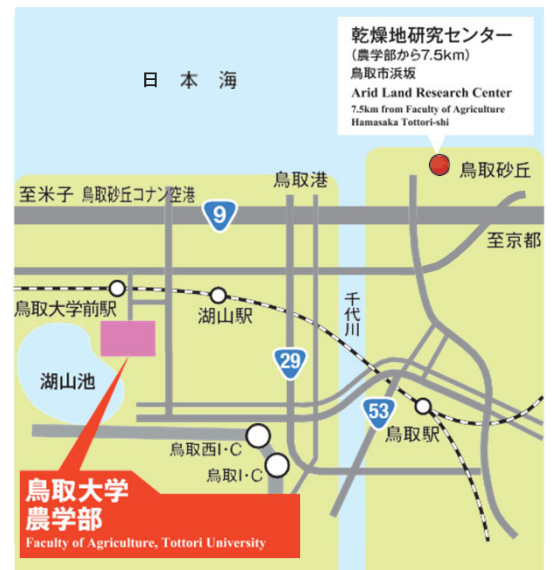 乾燥地研究センター
(農学部から7.5km)
鳥取市浜坂
Arid Land Research Center
7.5km from Faculty of Agriculture
Hamasaka Tottori-shi
日 本 海
鳥取砂丘
鳥取港
至米子 鳥取砂丘コナン空港
9
至京都
千代川
鳥取大学前駅
湖山駅
29
湖山池
53
鳥取駅
鳥取西I・C
鳥取I・C
鳥取大学
農学部
Faculty of Agriculture, Tottori University